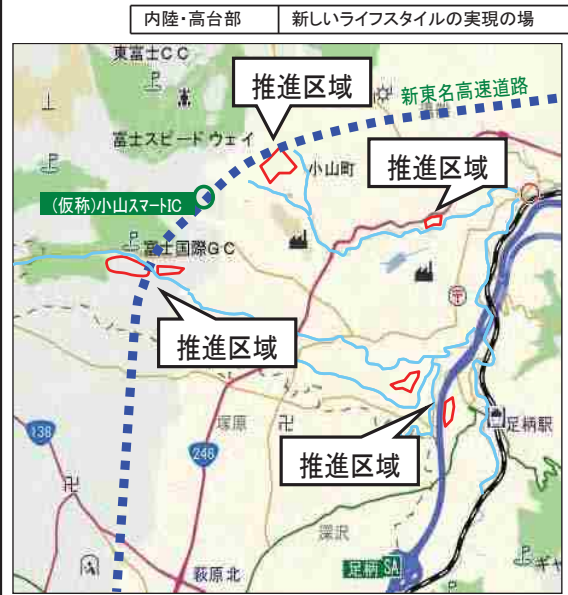 内陸・高台部 新しいライフスタイルの実現の場
東富士CC
推進区域
新東名高速道路
富士スピードウェイ
小山町
推進区域
(仮称)小山スマートIC
富士国際GC
推進区域
138
246
塚原
足柄駅
推進区域
深沢
足柄SA
萩原北
ギャ